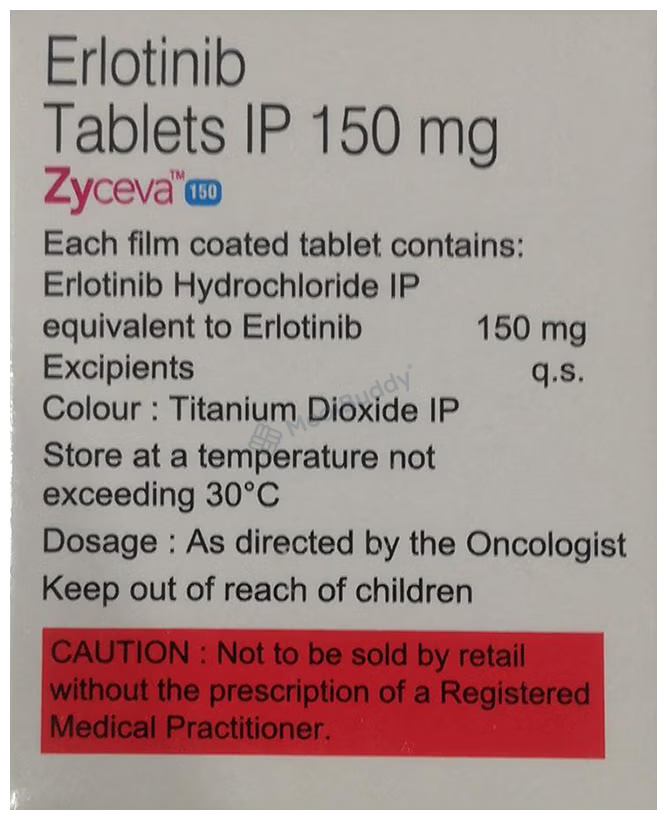 Erlotinib
Tablets IP 150 mg
Zyceva™ 150
Each film coated tablet contains:
Erlotinib Hydrochloride IP
equivalent to Erlotinib 150 mg
Excipients q.s.
MediBuddy
Colour : Titanium Dioxide IP
Store at a temperature not
exceeding 30°C
Dosage : As directed by the Oncologist
Keep out of reach of children
CAUTION : Not to be sold by retail
without the prescription of a Registered
Medical Practitioner.